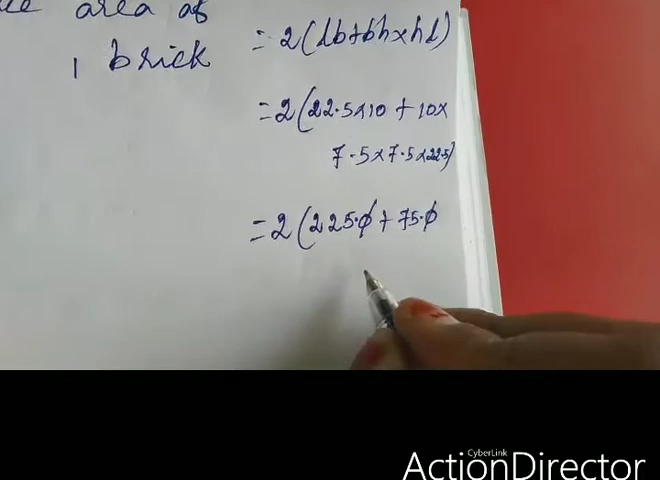 area of
1 brick
= 2(lb+bh×hl)
= 2(22.5×10 + 10×
7.5×7.5×22.5)
= 2(225.0 + 75.0
CyberLink
ActionDirector